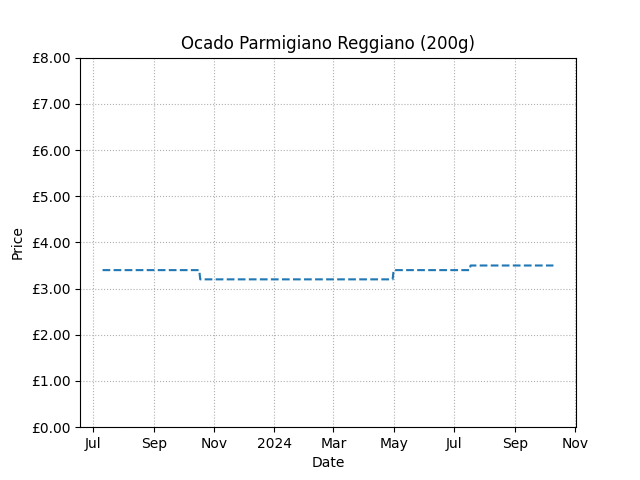 Ocado Parmigiano Reggiano (200g)
£8.00
£7.00
£6.00
£5.00
£4.00
£3.00
£2.00
£1.00
£0.00
Price
Jul Sep Nov 2024 Mar May Jul Sep Nov
Date